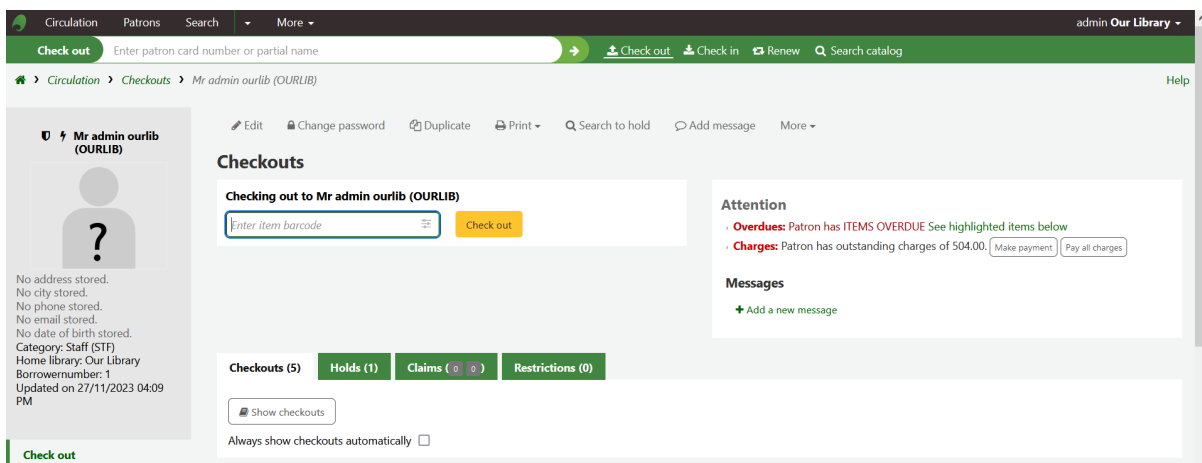 Circulation Patrons Search More admin Our Library
Check out Enter patron card number or partial name Check out Check in Renew Search catalog
Circulation Checkouts Mr admin ourlib (OURLIB) Help
Mr admin ourlib
(OURLIB)
?
No address stored.
No city stored.
No phone stored.
No email stored.
No date of birth stored.
Category: Staff (STF)
Home library: Our Library
Borrowernumber: 1
Updated on 27/11/2023 04:09
PM
Check out
Edit Change password Duplicate Print Search to hold Add message More
Checkouts
Checking out to Mr admin ourlib (OURLIB)
Enter item barcode Check out
Attention
Overdues: Patron has ITEMS OVERDUE See highlighted items below
Charges: Patron has outstanding charges of 504.00. Make payment Pay all charges
Messages
+ Add a new message
Checkouts (5) Holds (1) Claims ( 0 0 ) Restrictions (0)
Show checkouts
Always show checkouts automatically